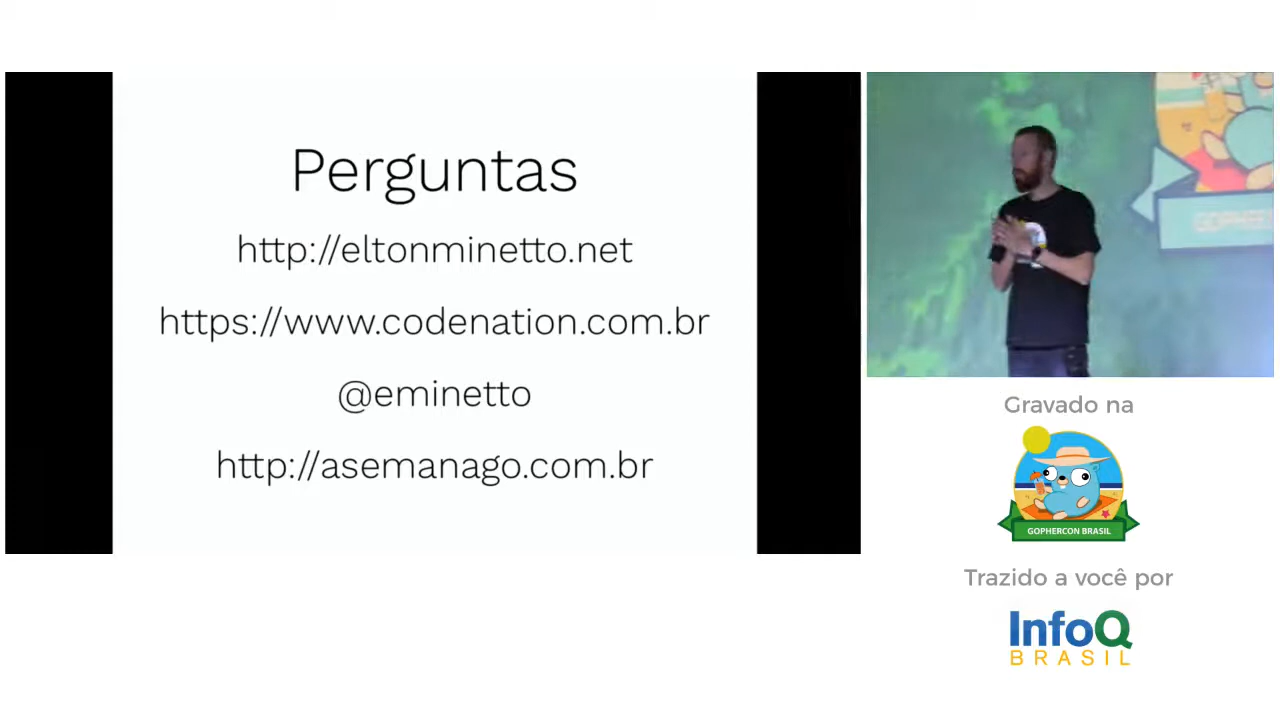 Perguntas
http://eltonminetto.net
https://www.codenation.com.br
@eminetto
http://asemanago.com.br
Gravado na
GOPHERCON BRASIL
Trazido a você por
InfoQ
BRASIL